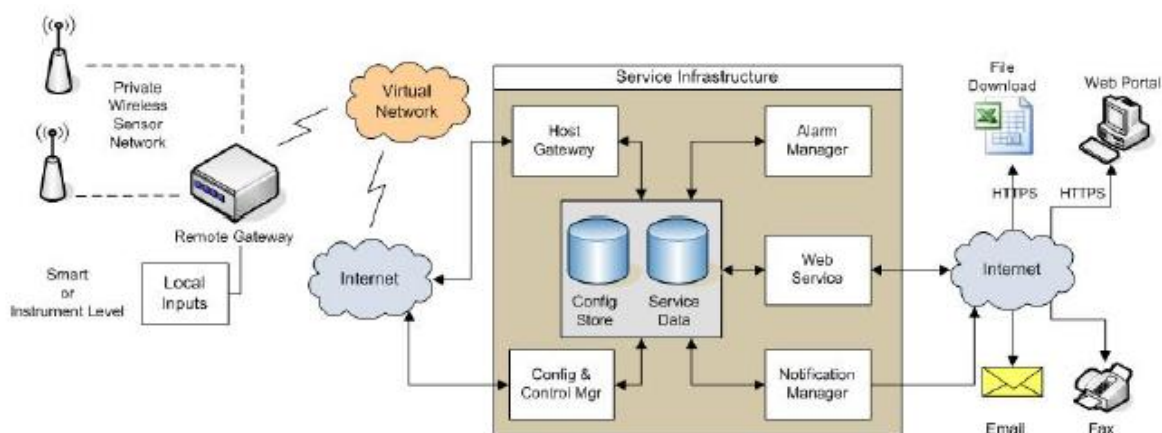 Private
Wireless
Sensor
Network
Remote Gateway
Smart
or
Instrument Level
Local
Inputs
Virtual
Network
Internet
Service Infrastructure
Host
Gateway
Alarm
Manager
Config
Store
Service
Data
Web
Service
Config &
Control Mgr
Notification
Manager
File
Download
Web Portal
HTTPS
HTTPS
Internet
Email
Fax